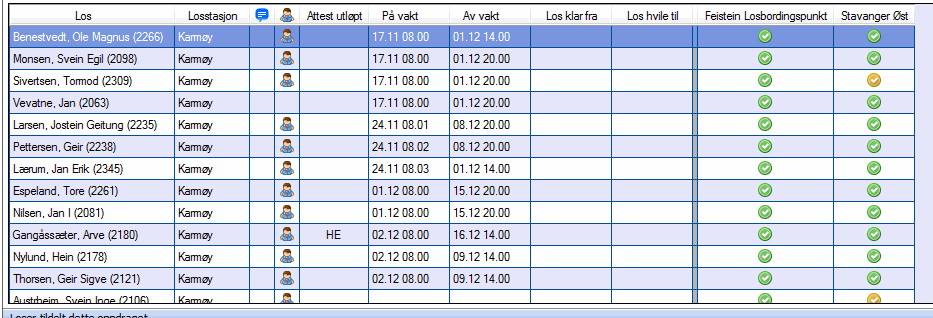 Los Losstasjon Attest utløpt På vakt Av vakt Los klar fra Los hvile til Feistein Losbordingspunkt Stavanger Øst
Benestvedt, Ole Magnus (2266) Karmøy 17.11 08.00 01.12 14.00
Monsen, Svein Egil (2098) Karmøy 17.11 08.00 01.12 20.00
Sivertsen, Tormod (2309) Karmøy 17.11 08.00 01.12 20.00
Vevatne, Jan (2063) Karmøy 17.11 08.00 01.12 20.00
Larsen, Jostein Geitung (2235) Karmøy 24.11 08.01 08.12 20.00
Pettersen, Geir (2238) Karmøy 24.11 08.02 08.12 20.00
Lærum, Jan Erik (2345) Karmøy 24.11 08.03 01.12 14.00
Espeland, Tore (2261) Karmøy 01.12 08.00 15.12 20.00
Nilsen, Jan I (2081) Karmøy 01.12 08.00 15.12 20.00
Gangåssæter, Arve (2180) Karmøy HE 02.12 08.00 16.12 14.00
Nylund, Hein (2178) Karmøy 02.12 08.00 09.12 14.00
Thorsen, Geir Sigve (2121) Karmøy 02.12 08.00 09.12 14.00
Austrheim, Svein Inge (2106) Karmøy
Loser tildelt dette oppdraget